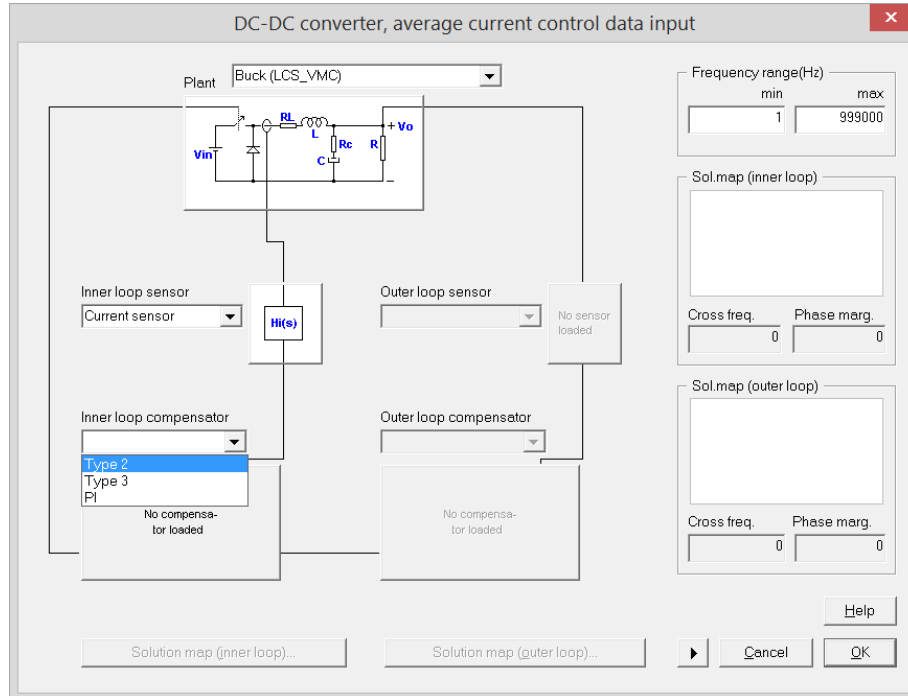 DC-DC converter, average current control data input
x
Plant
Buck (LCS_VMC)
RL
L
+ Vo
Rc
R
Vin
C
−
Frequency range(Hz)
min
max
1
999000
Sol.map (inner loop)
Cross freq.
Phase marg.
0
0
Inner loop sensor
Current sensor
Hi(s)
Outer loop sensor
No sensor
loaded
Inner loop compensator
Type 2
Type 3
PI
No compensa-
tor loaded
Outer loop compensator
No compensa-
tor loaded
Sol.map (outer loop)
Cross freq.
Phase marg.
0
0
Help
Solution map (inner loop)...
Solution map (outer loop)...
Cancel
OK